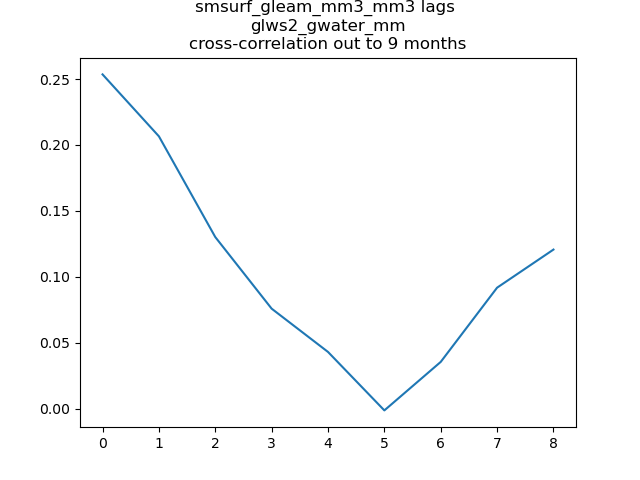 smsurf_gleam_mm3_mm3 lags
glws2_gwater_mm
cross-correlation out to 9 months
0.25
0.20
0.15
0.10
0.05
0.00
0 1 2 3 4 5 6 7 8